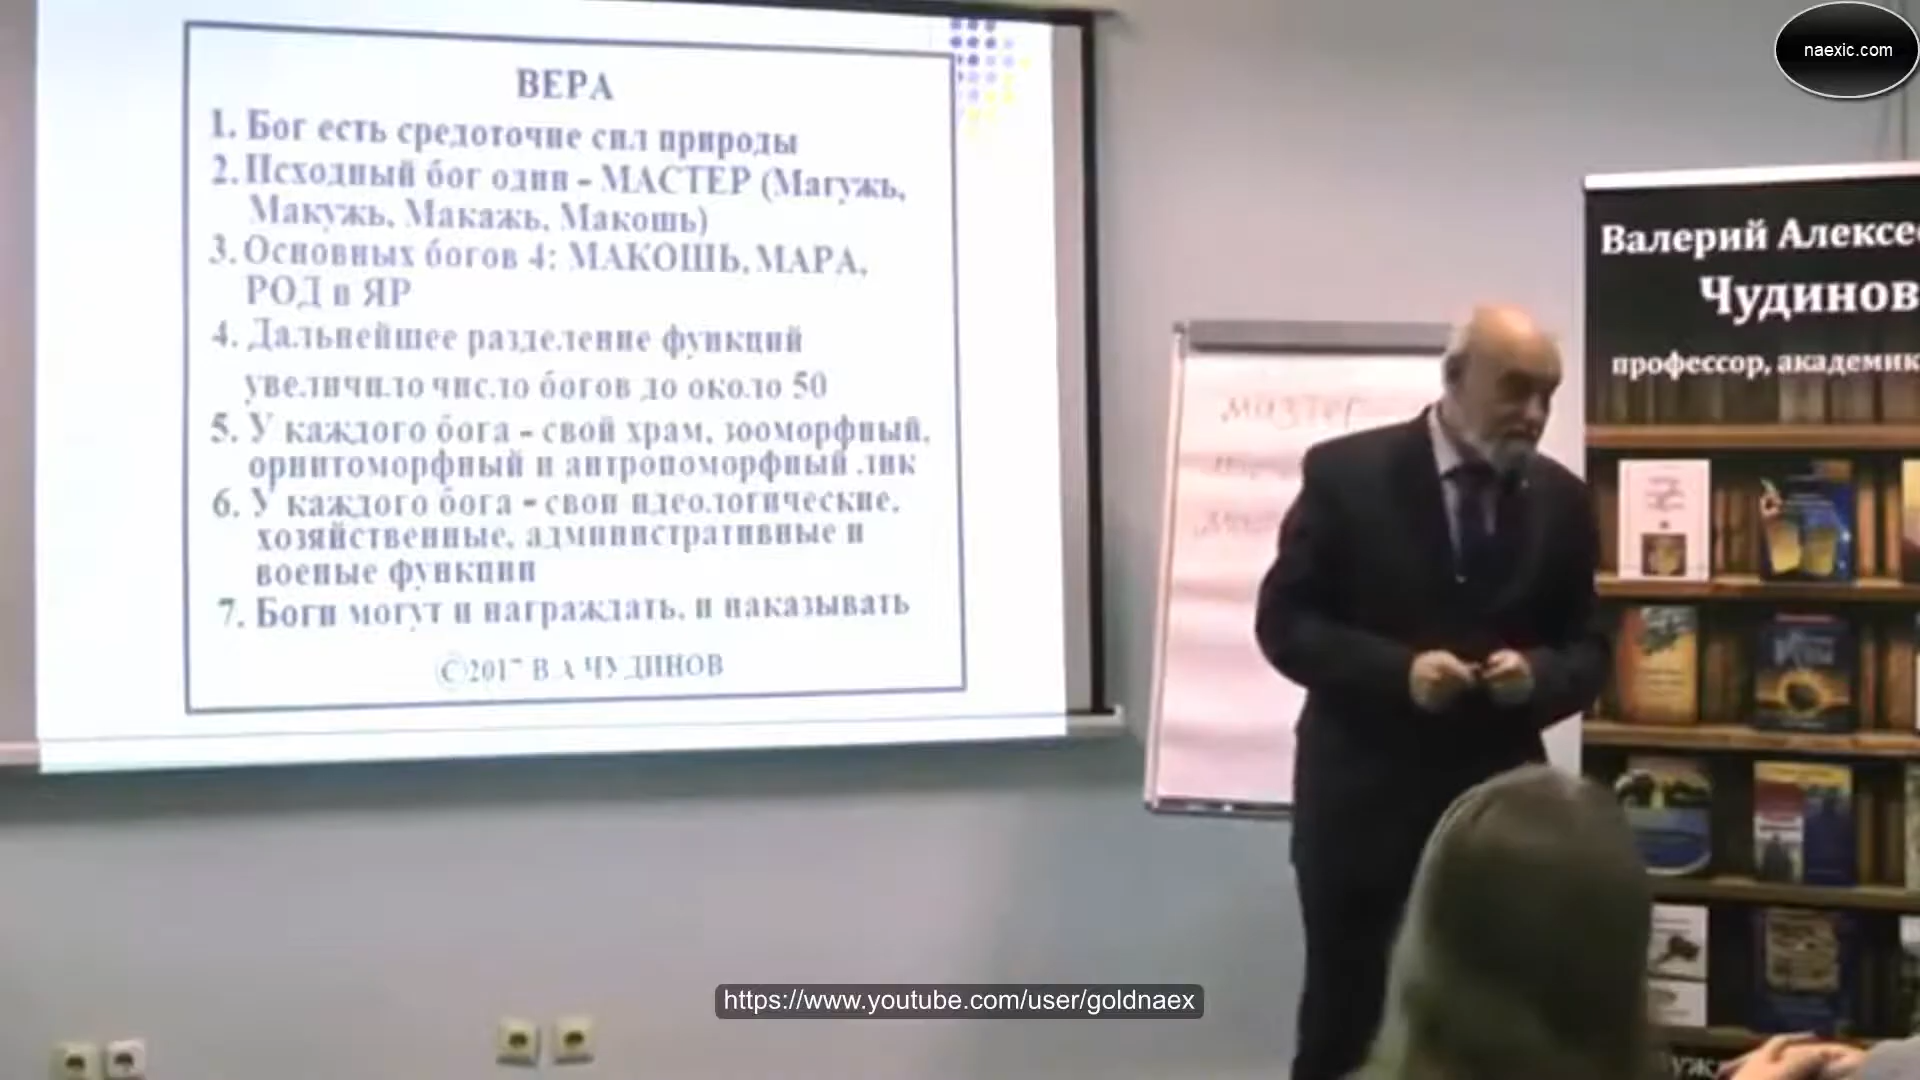 ВЕРА
1. Бог есть средоточие сил природы
2. Исходный бог один - МАСТЕР (Магужь,
Макужь, Макажь, Макошь)
3. Основных богов 4: МАКОШЬ, МАРА,
РОД и ЯР
4. Дальнейшее разделение функций
увеличило число богов до около 50
5. У каждого бога - свой храм, зооморфный,
орнитоморфный и антропоморфный лик
6. У каждого бога - свои идеологические,
хозяйственные, административные и
военые функции
7. Боги могут и награждать, и наказывать
©2017 В.А.ЧУДИНОВ
naexic.com
Валерий Алексе
Чудинов
профессор, академик
https://www.youtube.com/user/goldnaex